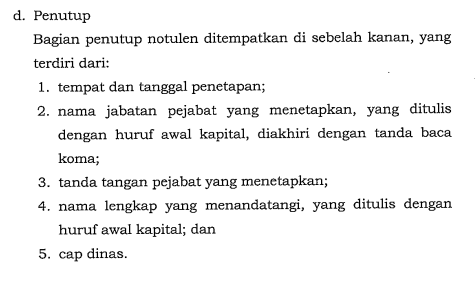 d. Penutup
Bagian penutup notulen ditempatkan di sebelah kanan, yang
terdiri dari:
1. tempat dan tanggal penetapan;
2. nama jabatan pejabat yang menetapkan, yang ditulis
dengan huruf awal kapital, diakhiri dengan tanda baca
koma;
3. tanda tangan pejabat yang menetapkan;
4. nama lengkap yang menandatangi, yang ditulis dengan
huruf awal kapital; dan
5. cap dinas.